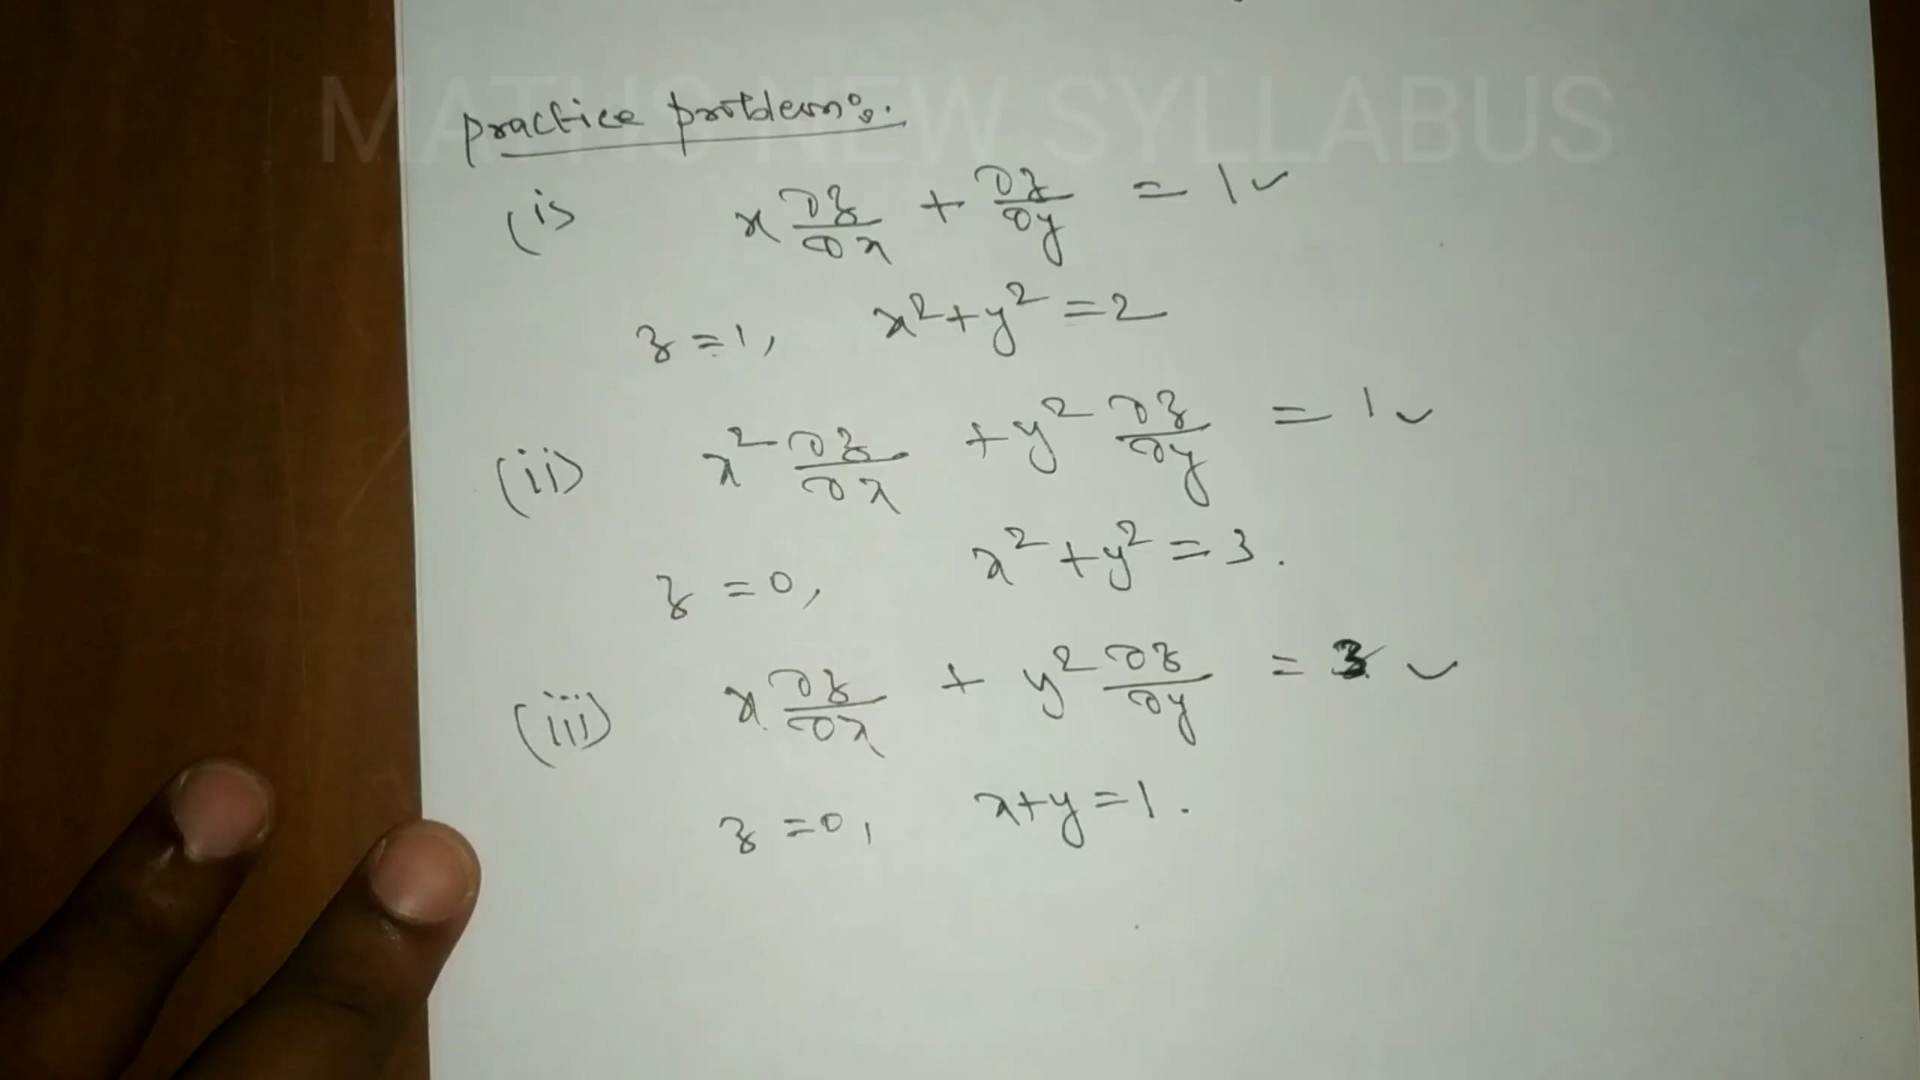 MATHS NEW SYLLABUS
practice problems.
(i) x ∂z/∂x + ∂z/∂y = 1 ✓
z = 1, x² + y² = 2
(ii) x² ∂z/∂x + y² ∂z/∂y = 1 ✓
z = 0, x² + y² = 3.
(iii) x ∂z/∂x + y² ∂z/∂y = 3 ✓
z = 0, x + y = 1.